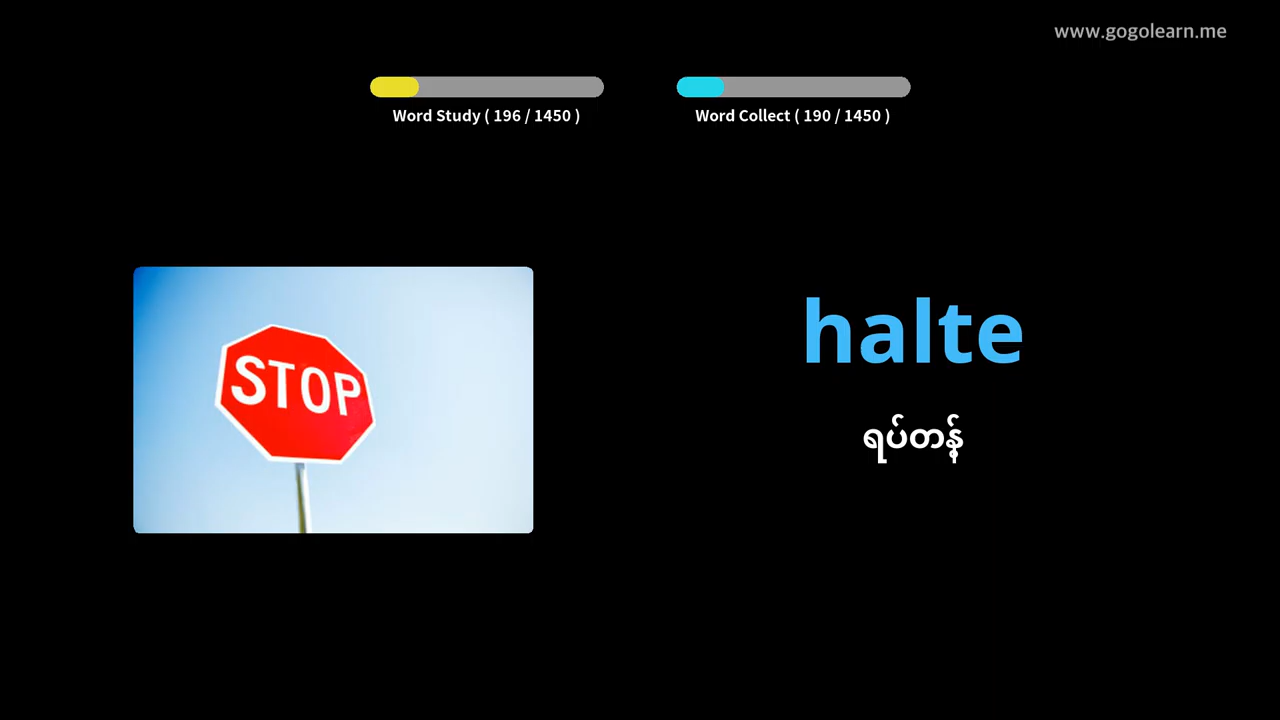 www.gogolearn.me
Word Study ( 196 / 1450 )
Word Collect ( 190 / 1450 )
STOP
halte
ရပ်တန့်